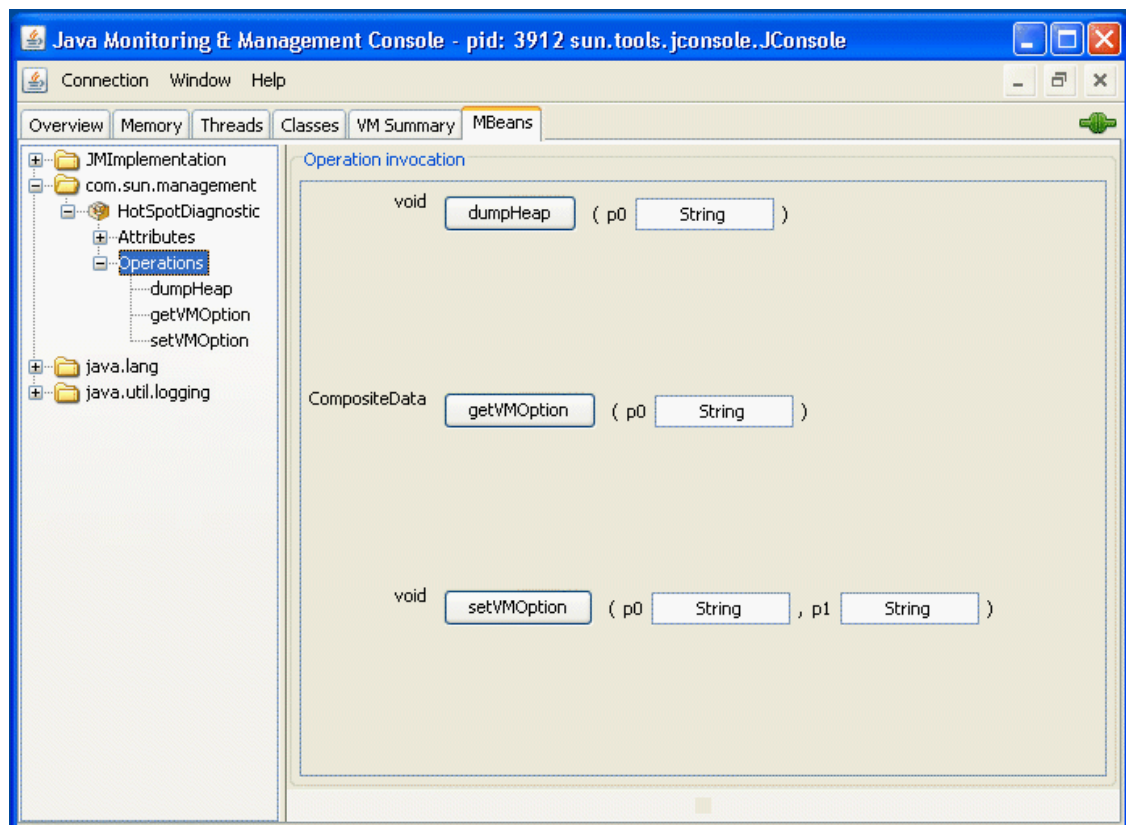 Java Monitoring & Management Console - pid: 3912 sun.tools.jconsole.JConsole
Connection Window Help
Overview Memory Threads Classes VM Summary MBeans
JMImplementation
com.sun.management
HotSpotDiagnostic
Attributes
Operations
dumpHeap
getVMOption
setVMOption
java.lang
java.util.logging
Operation invocation
void dumpHeap ( p0 String )
CompositeData getVMOption ( p0 String )
void setVMOption ( p0 String , p1 String )